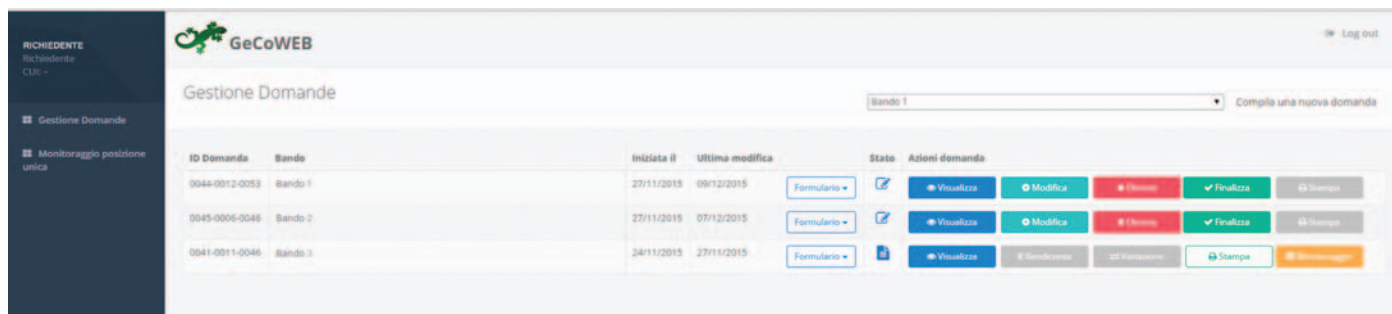 RICHIEDENTE
Richiedente
CUI: -
Gestione Domande
Monitoraggio posizione
unica
GeCoWEB
Log out
Gestione Domande
Bando 1
Compila una nuova domanda
ID Domanda Bando Iniziata il Ultima modifica Stato Azioni domanda
0044-0012-0053 Bando 1 27/11/2015 09/12/2015 Formulario Visualizza Modifica Elimina Finalizza Stampa
0045-0006-0046 Bando 2 27/11/2015 07/12/2015 Formulario Visualizza Modifica Elimina Finalizza Stampa
0041-0011-0046 Bando 3 24/11/2015 27/11/2015 Formulario Visualizza Stampa